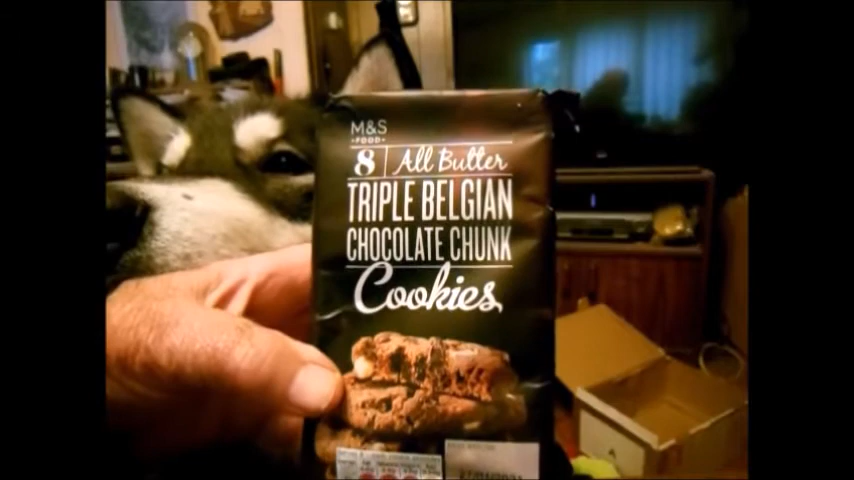 M&S
FOOD
8 All Butter
TRIPLE BELGIAN
CHOCOLATE CHUNK
Cookies